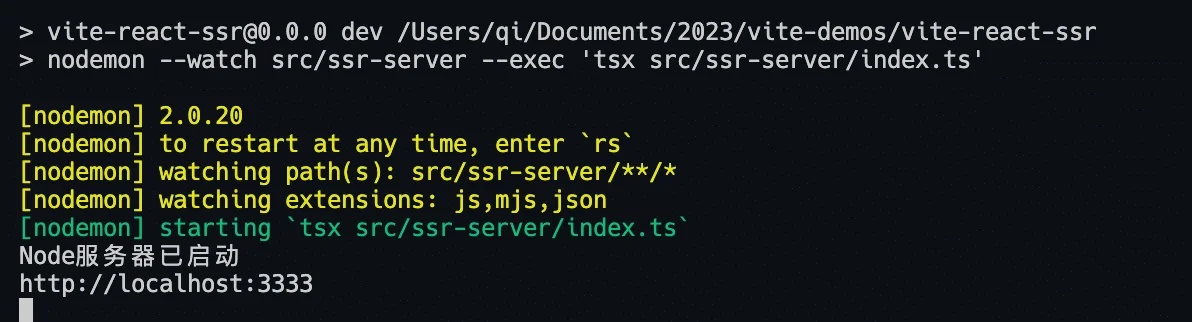 > vite-react-ssr@0.0.0 dev /Users/qi/Documents/2023/vite-demos/vite-react-ssr
> nodemon --watch src/ssr-server --exec 'tsx src/ssr-server/index.ts'
[nodemon] 2.0.20
[nodemon] to restart at any time, enter `rs`
[nodemon] watching path(s): src/ssr-server/**/*
[nodemon] watching extensions: js,mjs,json
[nodemon] starting `tsx src/ssr-server/index.ts`
Node服务器已启动
http://localhost:3333